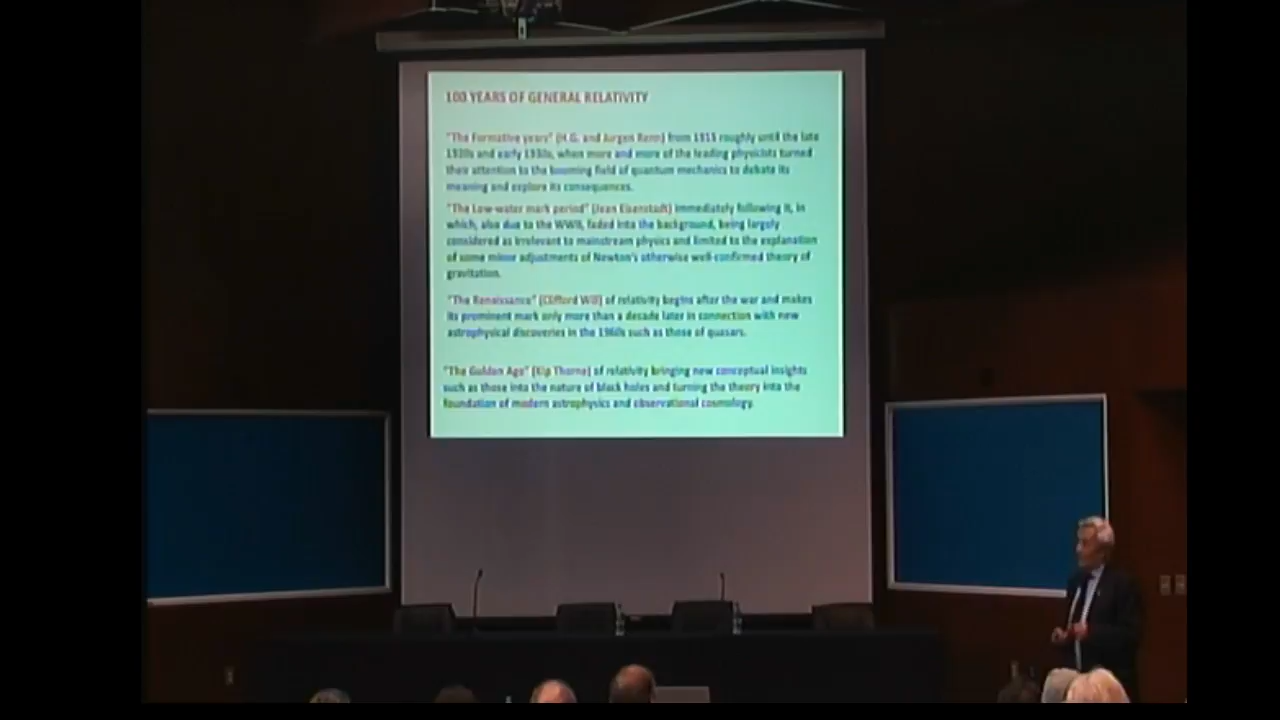 100 YEARS OF GENERAL RELATIVITY
"The Formative years" (H.G. and Jurgen Renn) from 1915 roughly until the late
1920s and early 1930s, when more and more of the leading physicists turned
their attention to the booming field of quantum mechanics to debate its
meaning and explore its consequences.
"The Low-water mark period" (Jean Eisenstadt) immediately following it, in
which, also due to the WWII, faded into the background, being largely
considered as irrelevant to mainstream physics and limited to the explanation
of some minor adjustments of Newton's otherwise well-confirmed theory of
gravitation.
"The Renaissance" (Clifford Will) of relativity begins after the war and makes
its prominent mark only more than a decade later in connection with new
astrophysical discoveries in the 1960s such as those of quasars.
"The Golden Age" (Kip Thorne) of relativity bringing new conceptual insights
such as those into the nature of black holes and turning the theory into the
foundation of modern astrophysics and observational cosmology.